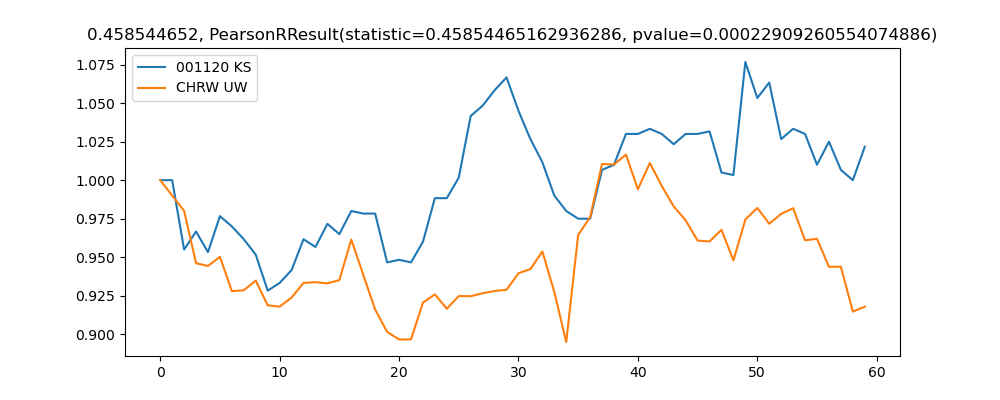 0.458544652, PearsonRResult(statistic=0.45854465162936286, pvalue=0.00022909260554074886)
001120 KS
CHRW UW
1.075
1.050
1.025
1.000
0.975
0.950
0.925
0.900
0 10 20 30 40 50 60